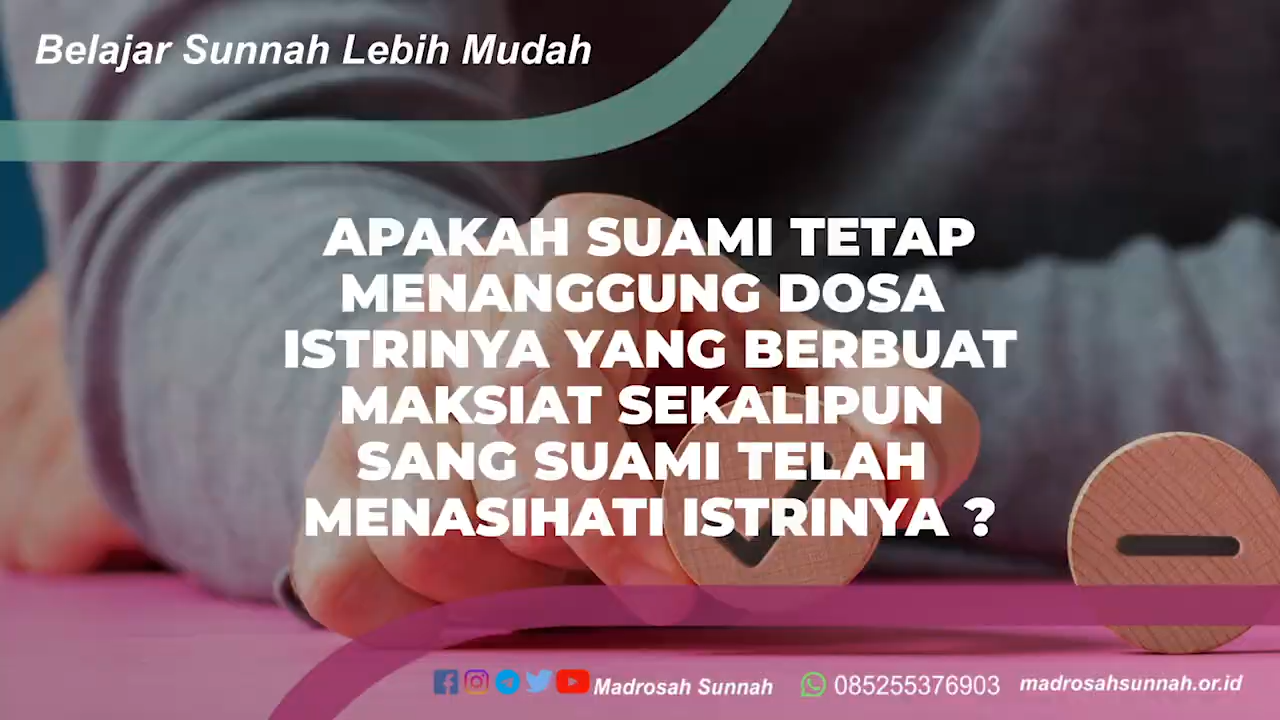 Belajar Sunnah Lebih Mudah
APAKAH SUAMI TETAP
MENANGGUNG DOSA
ISTRINYA YANG BERBUAT
MAKSIAT SEKALIPUN
SANG SUAMI TELAH
MENASIHATI ISTRINYA ?
Madrosah Sunnah 085255376903 madrosahsunnah.or.id